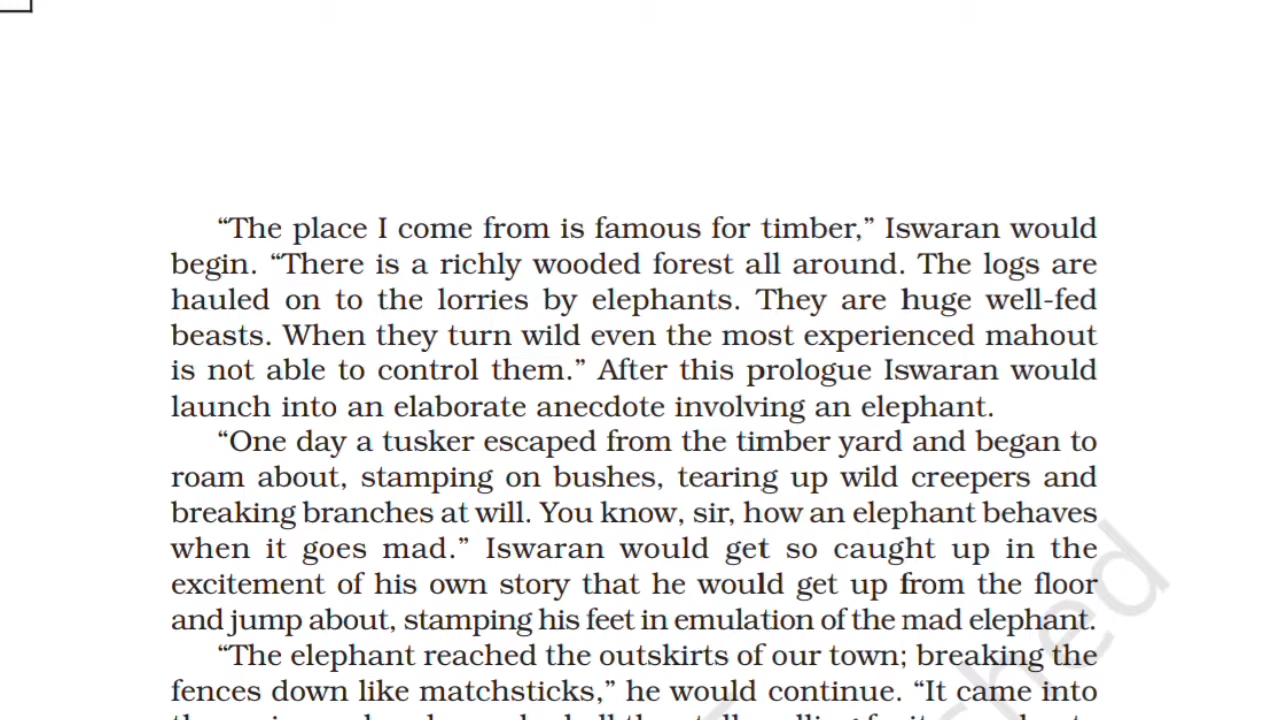 “The place I come from is famous for timber,” Iswaran would
begin. “There is a richly wooded forest all around. The logs are
hauled on to the lorries by elephants. They are huge well-fed
beasts. When they turn wild even the most experienced mahout
is not able to control them.” After this prologue Iswaran would
launch into an elaborate anecdote involving an elephant.
“One day a tusker escaped from the timber yard and began to
roam about, stamping on bushes, tearing up wild creepers and
breaking branches at will. You know, sir, how an elephant behaves
when it goes mad.” Iswaran would get so caught up in the
excitement of his own story that he would get up from the floor
and jump about, stamping his feet in emulation of the mad elephant.
“The elephant reached the outskirts of our town; breaking the
fences down like matchsticks,” he would continue. “It came into